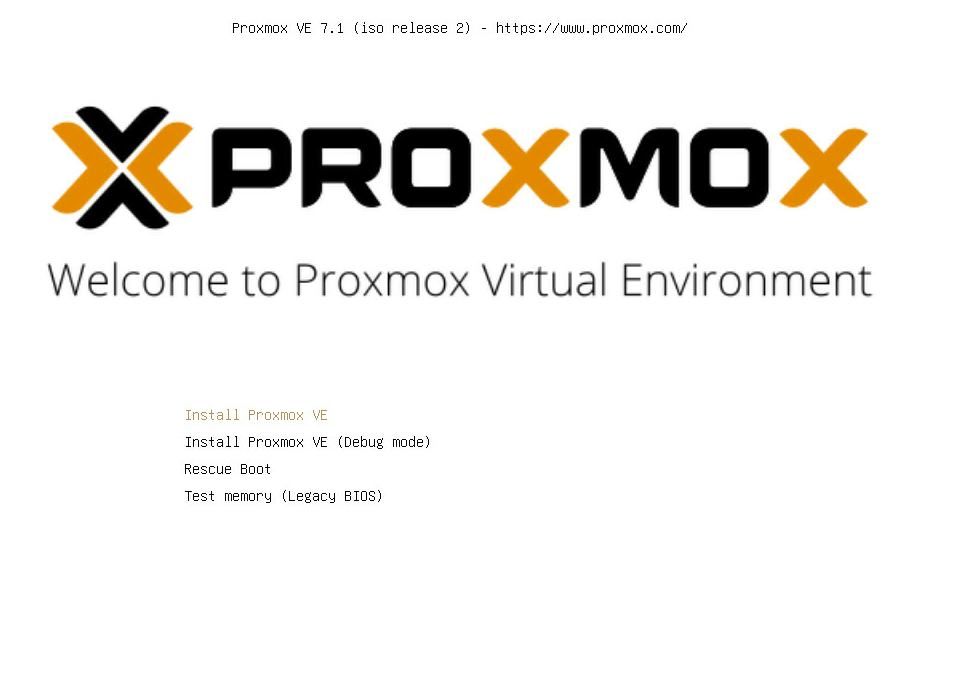 Proxmox VE 7.1 (iso release 2) - https://www.proxmox.com/
PROXMOX
Welcome to Proxmox Virtual Environment
Install Proxmox VE
Install Proxmox VE (Debug mode)
Rescue Boot
Test memory (Legacy BIOS)